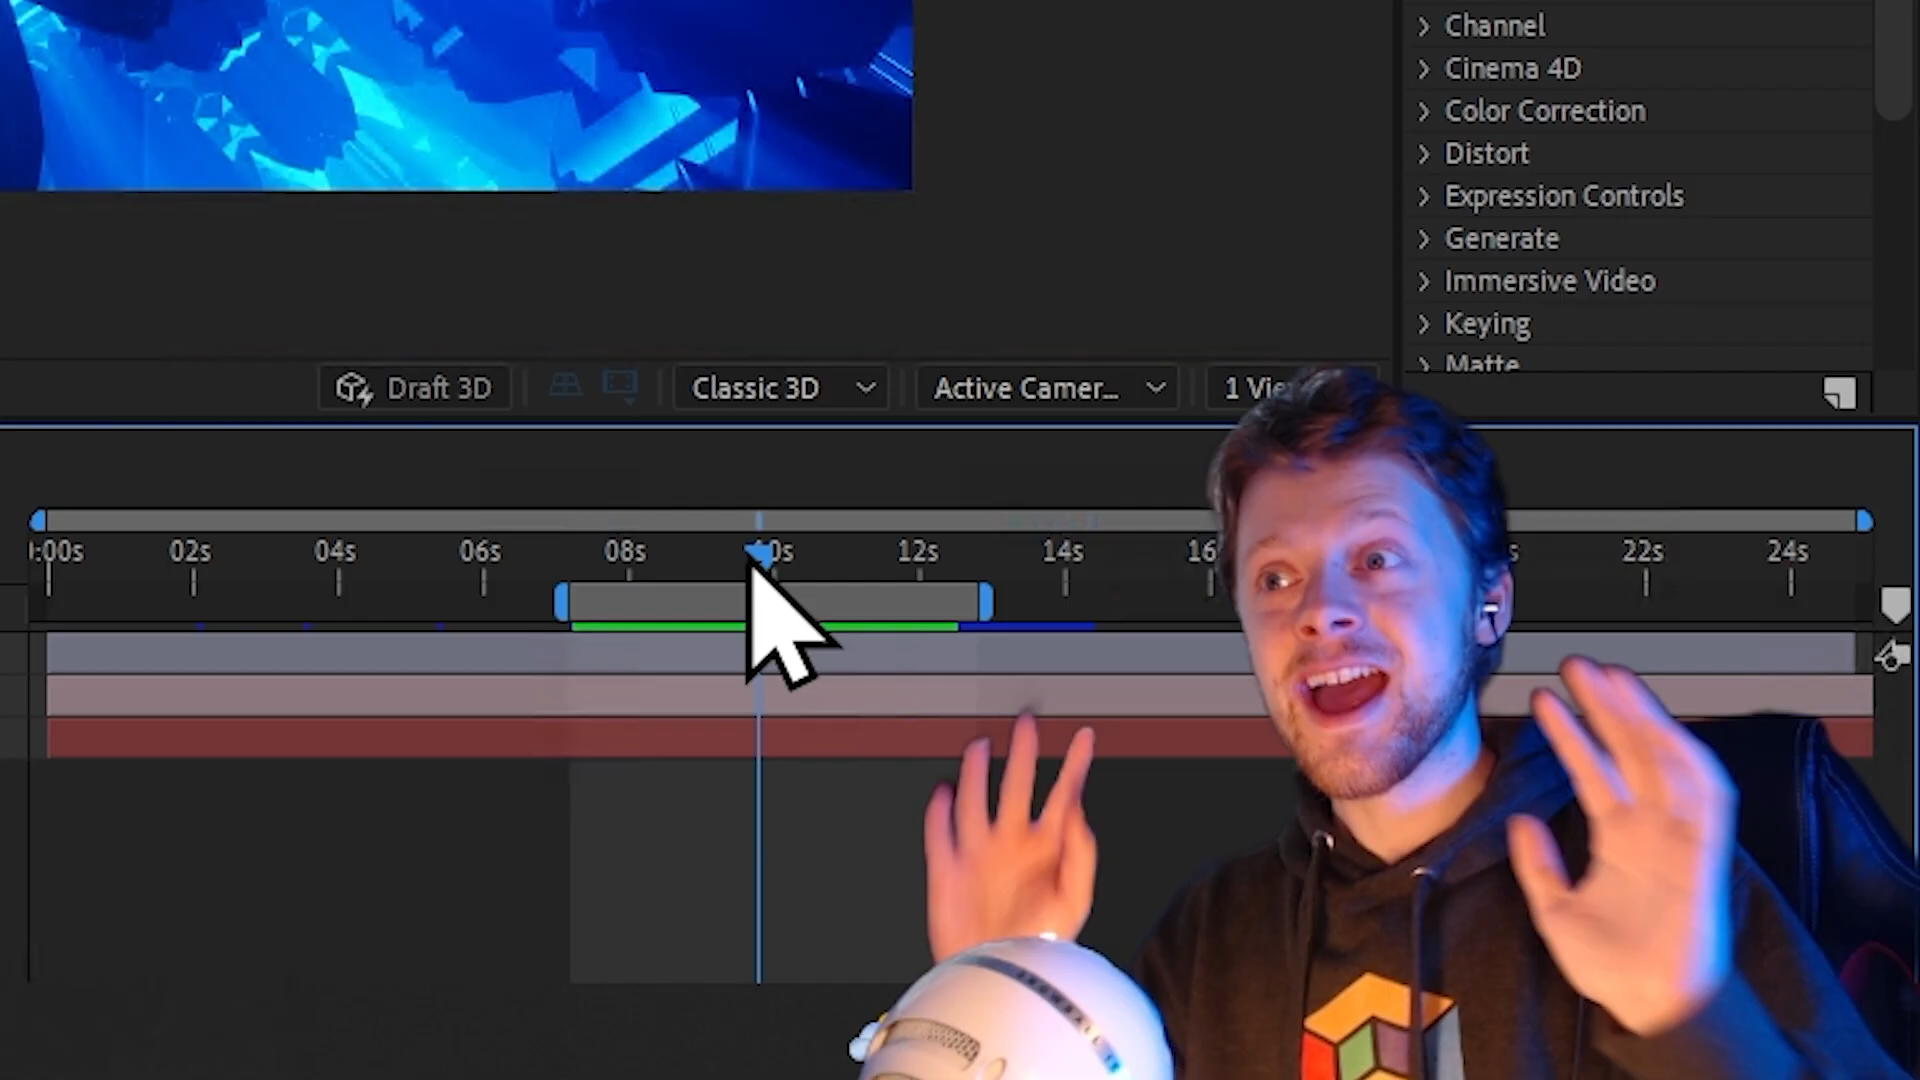 Channel
Cinema 4D
Color Correction
Distort
Expression Controls
Generate
Immersive Video
Keying
Matte
Draft 3D
Classic 3D
Active Camer...
1 Vie
:00s 02s 04s 06s 08s 0s 12s 14s 16 s 22s 24s